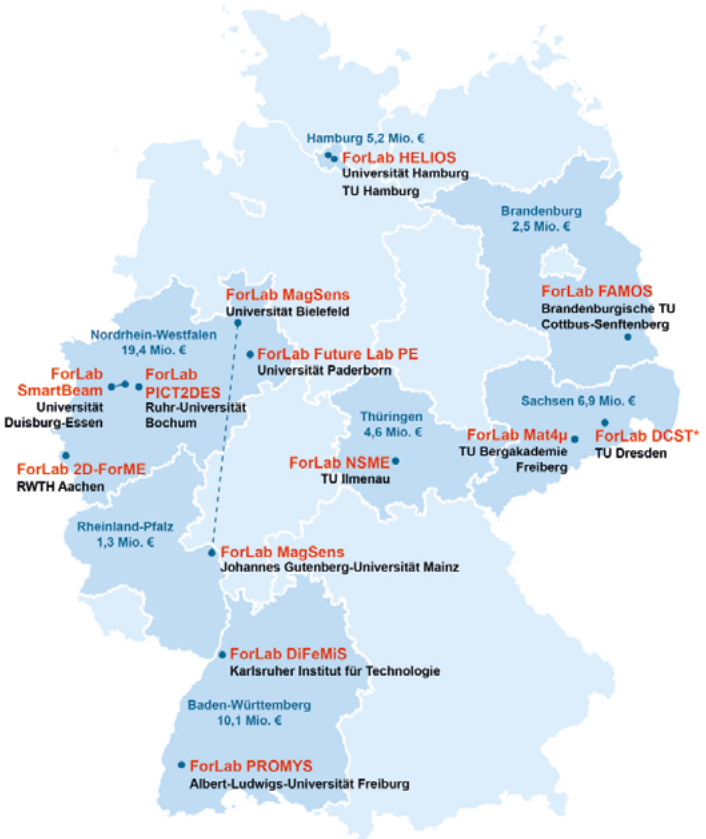 Hamburg 5,2 Mio. €
ForLab HELIOS
Universität Hamburg
TU Hamburg
Brandenburg
2,5 Mio. €
ForLab FAMOS
Brandenburgische TU
Cottbus-Senftenberg
ForLab MagSens
Universität Bielefeld
Nordrhein-Westfalen
19,4 Mio. €
ForLab Future Lab PE
Universität Paderborn
ForLab
SmartBeam
Universität
Duisburg-Essen
ForLab
PICT2DES
Ruhr-Universität
Bochum
ForLab 2D-ForME
RWTH Aachen
Thüringen
4,6 Mio. €
ForLab NSME
TU Ilmenau
Sachsen 6,9 Mio. €
ForLab Mat4µ
TU Bergakademie
Freiberg
ForLab DCST*
TU Dresden
Rheinland-Pfalz
1,3 Mio. €
ForLab MagSens
Johannes Gutenberg-Universität Mainz
ForLab DiFeMiS
Karlsruher Institut für Technologie
Baden-Württemberg
10,1 Mio. €
ForLab PROMYS
Albert-Ludwigs-Universität Freiburg